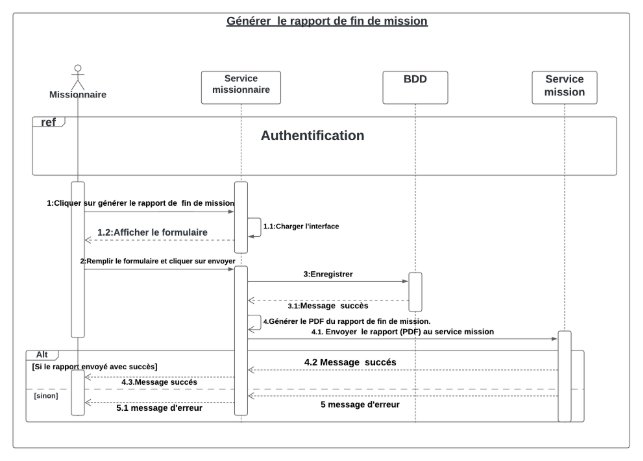 Générer le rapport de fin de mission
Missionnaire
Service
missionnaire
BDD
Service
mission
ref
Authentification
1:Cliquer sur générer le rapport de fin de mission
1.1:Charger l'interface
1.2:Afficher le formulaire
2:Remplir le formulaire et cliquer sur envoyer
3:Enregistrer
3.1:Message succès
4.Générer le PDF du rapport de fin de mission.
4.1. Envoyer le rapport (PDF) au service mission
Alt
[Si le rapport envoyé avec succès]
4.2 Message succés
4.3.Message succés
[sinon]
5 message d'erreur
5.1 message d'erreur